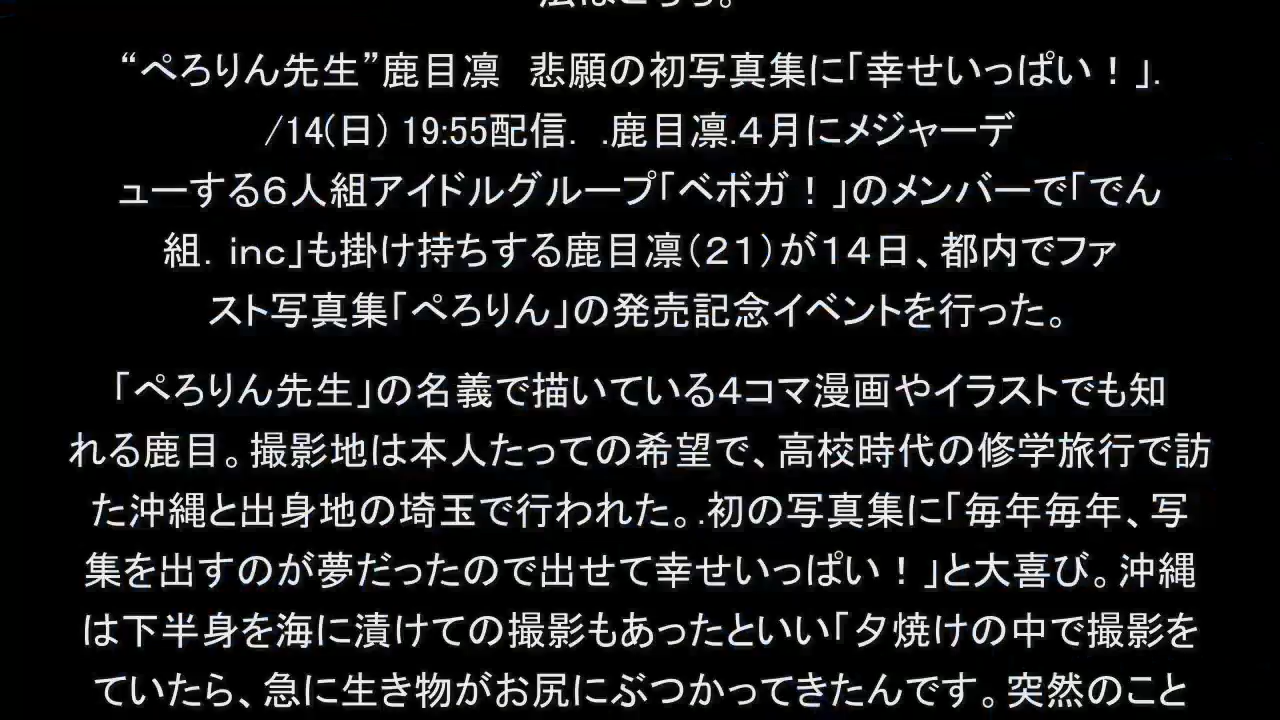 法はこちら。
“ぺろりん先生”鹿目凛　悲願の初写真集に「幸せいっぱい！」.
/14(日) 19:55配信. .鹿目凛.４月にメジャーデ
ューする６人組アイドルグループ「ベボガ！」のメンバーで「でん
組．ｉｎｃ」も掛け持ちする鹿目凛（２１）が１４日、都内でファ
スト写真集「ぺろりん」の発売記念イベントを行った。
「ぺろりん先生」の名義で描いている４コマ漫画やイラストでも知
れる鹿目。撮影地は本人たっての希望で、高校時代の修学旅行で訪
た沖縄と出身地の埼玉で行われた。.初の写真集に「毎年毎年、写
集を出すのが夢だったので出せて幸せいっぱい！」と大喜び。沖縄
は下半身を海に漬けての撮影もあったといい「夕焼けの中で撮影を
ていたら、急に生き物がお尻にぶつかってきたんです。突然のこと